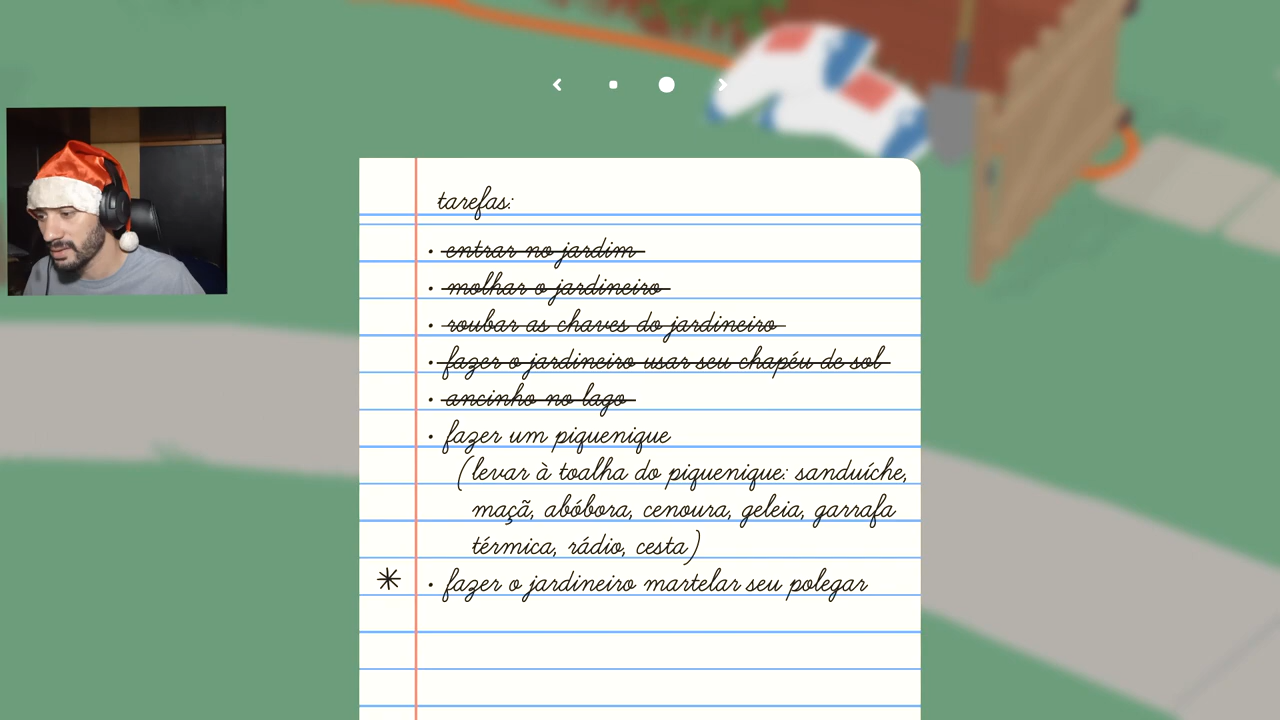 tarefas:
• entrar no jardim
• molhar o jardineiro
• roubar as chaves do jardineiro
• fazer o jardineiro usar seu chapéu de sol
• ancinho no lago
• fazer um piquenique
(levar à toalha do piquenique: sanduíche,
maçã, abóbora, cenoura, geleia, garrafa
térmica, rádio, cesta)
* • fazer o jardineiro martelar seu polegar